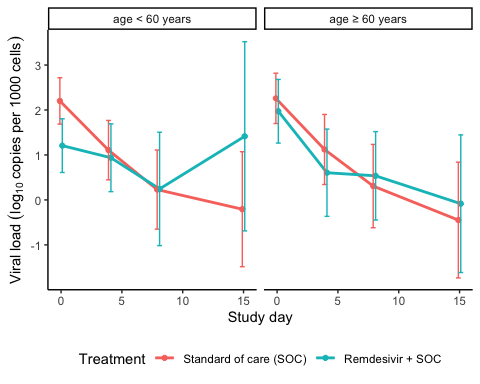 age < 60 years
age ≥ 60 years
Viral load (log₁₀ copies per 1000 cells)
3
2
1
0
-1
0 5 10 15
0 5 10 15
Study day
Treatment Standard of care (SOC) Remdesivir + SOC